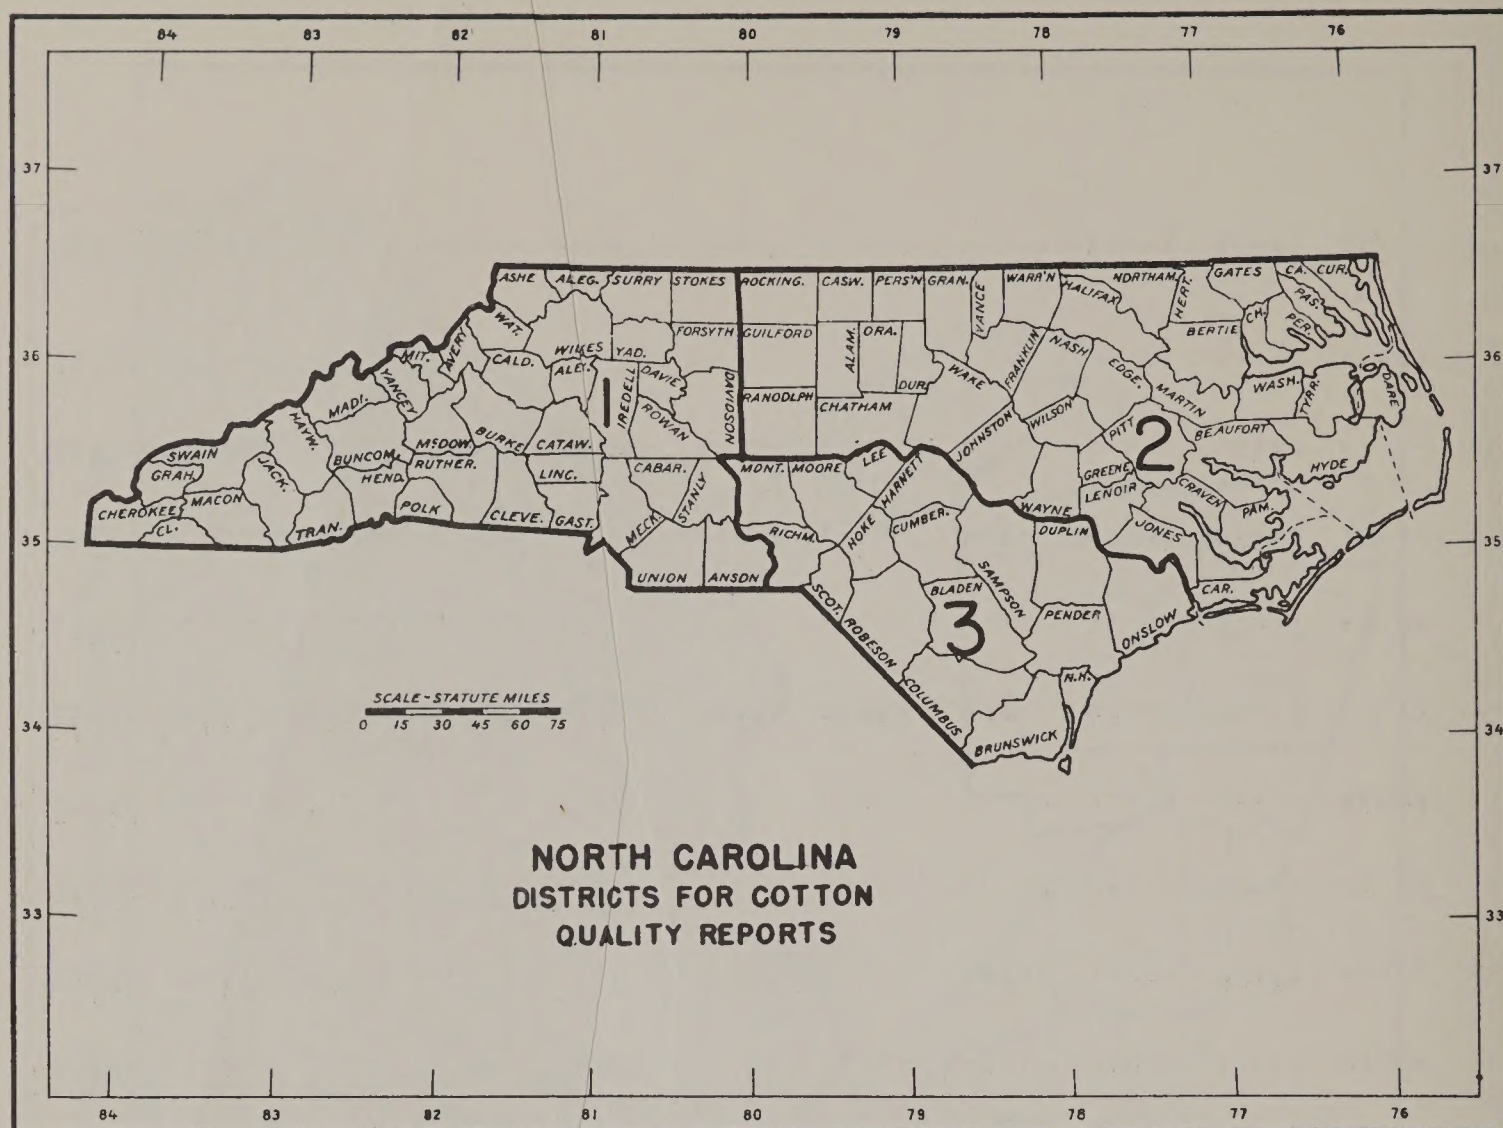 84 83 82 81 80 79 78 77 76
37 37
ASHE ALEG. SURRY STOKES ROCKING. CASW. PERS'N GRAN. VANCE WARR'N HALIFAX NORTHAM. HERT. GATES CA. CUR.
WAT. WILKES YAD. FORSYTH GUILFORD ALAM. ORA. DUR. FRANKLIN NASH BERTIE CH. PER. PAS.
36 36
MIT. AVERY CALD. ALEX. IREDELL DAVIE DAVIDSON RANDOLPH CHATHAM WAKE EDGE. MARTIN WASH. TYRR. DARE
MADI. YANCEY 1 ROWAN JOHNSTON WILSON PITT 2 BEAUFORT
HAYW. BUNCOM. McDOW. BURKE CATAW. LEE GREENE HYDE
SWAIN GRAH. JACK. HEND. RUTHER. LINC. CABAR. STANLY MONT. MOORE HARNETT WAYNE LENOIR CRAVEN PAM.
CHEROKEE MACON CL. TRAN. POLK CLEVE. GAST. MECK. RICHM. HOKE CUMBER. DUPLIN JONES
35 35
UNION ANSON SCOT. BLADEN SAMPSON CAR.
ROBESON 3 PENDER ONSLOW
COLUMBUS N.H.
BRUNSWICK
SCALE-STATUTE MILES
0 15 30 45 60 75
34 34
NORTH CAROLINA
DISTRICTS FOR COTTON
QUALITY REPORTS
33 33
84 83 82 81 80 79 78 77 76